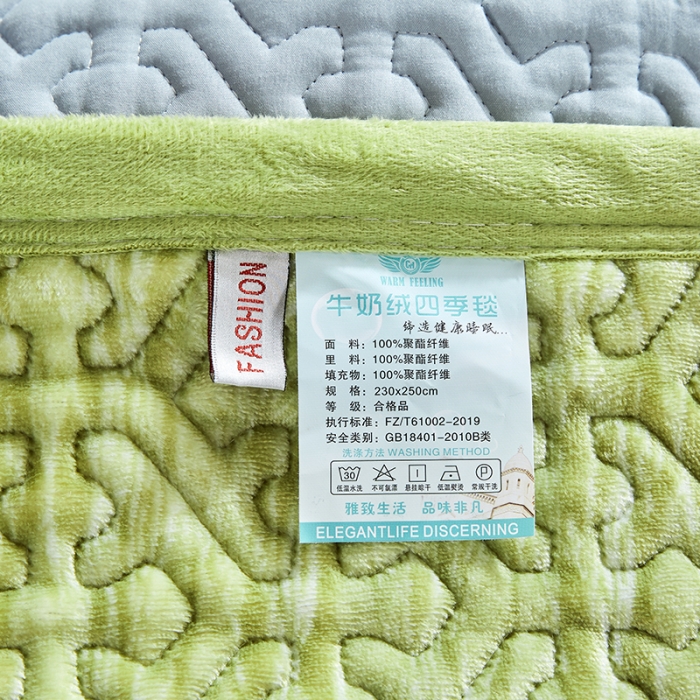 FASHION
GA
WARM FEELING
牛奶绒四季毯
缔造健康睡眠...
面 料：100%聚酯纤维
里 料：100%聚酯纤维
填充物：100%聚酯纤维
规 格：230x250cm
等 级：合格品
执行标准：FZ/T61002-2019
安全类别：GB18401-2010B类
洗涤方法 WASHING METHOD
30 P
低温水洗 不可氯漂 悬挂晾干 低温熨烫 常规干洗
雅致生活 品味非凡
ELEGANTLIFE DISCERNING